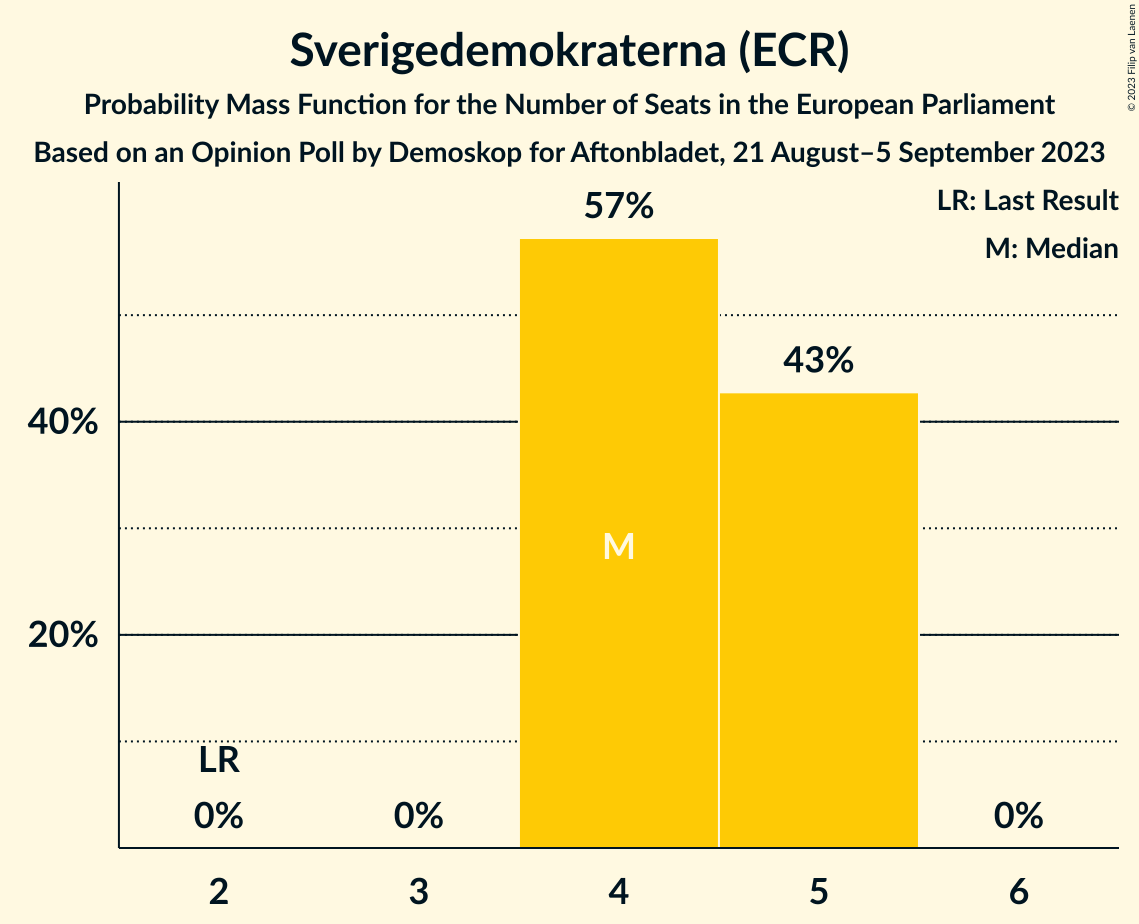 Sverigedemokraterna (ECR)
Probability Mass Function for the Number of Seats in the European Parliament
Based on an Opinion Poll by Demoskop for Aftonbladet, 21 August–5 September 2023
© 2023 Filip van Laenen
LR: Last Result
M: Median
57%
43%
40%
M
20%
LR
0%
0%
0%
2
3
4
5
6